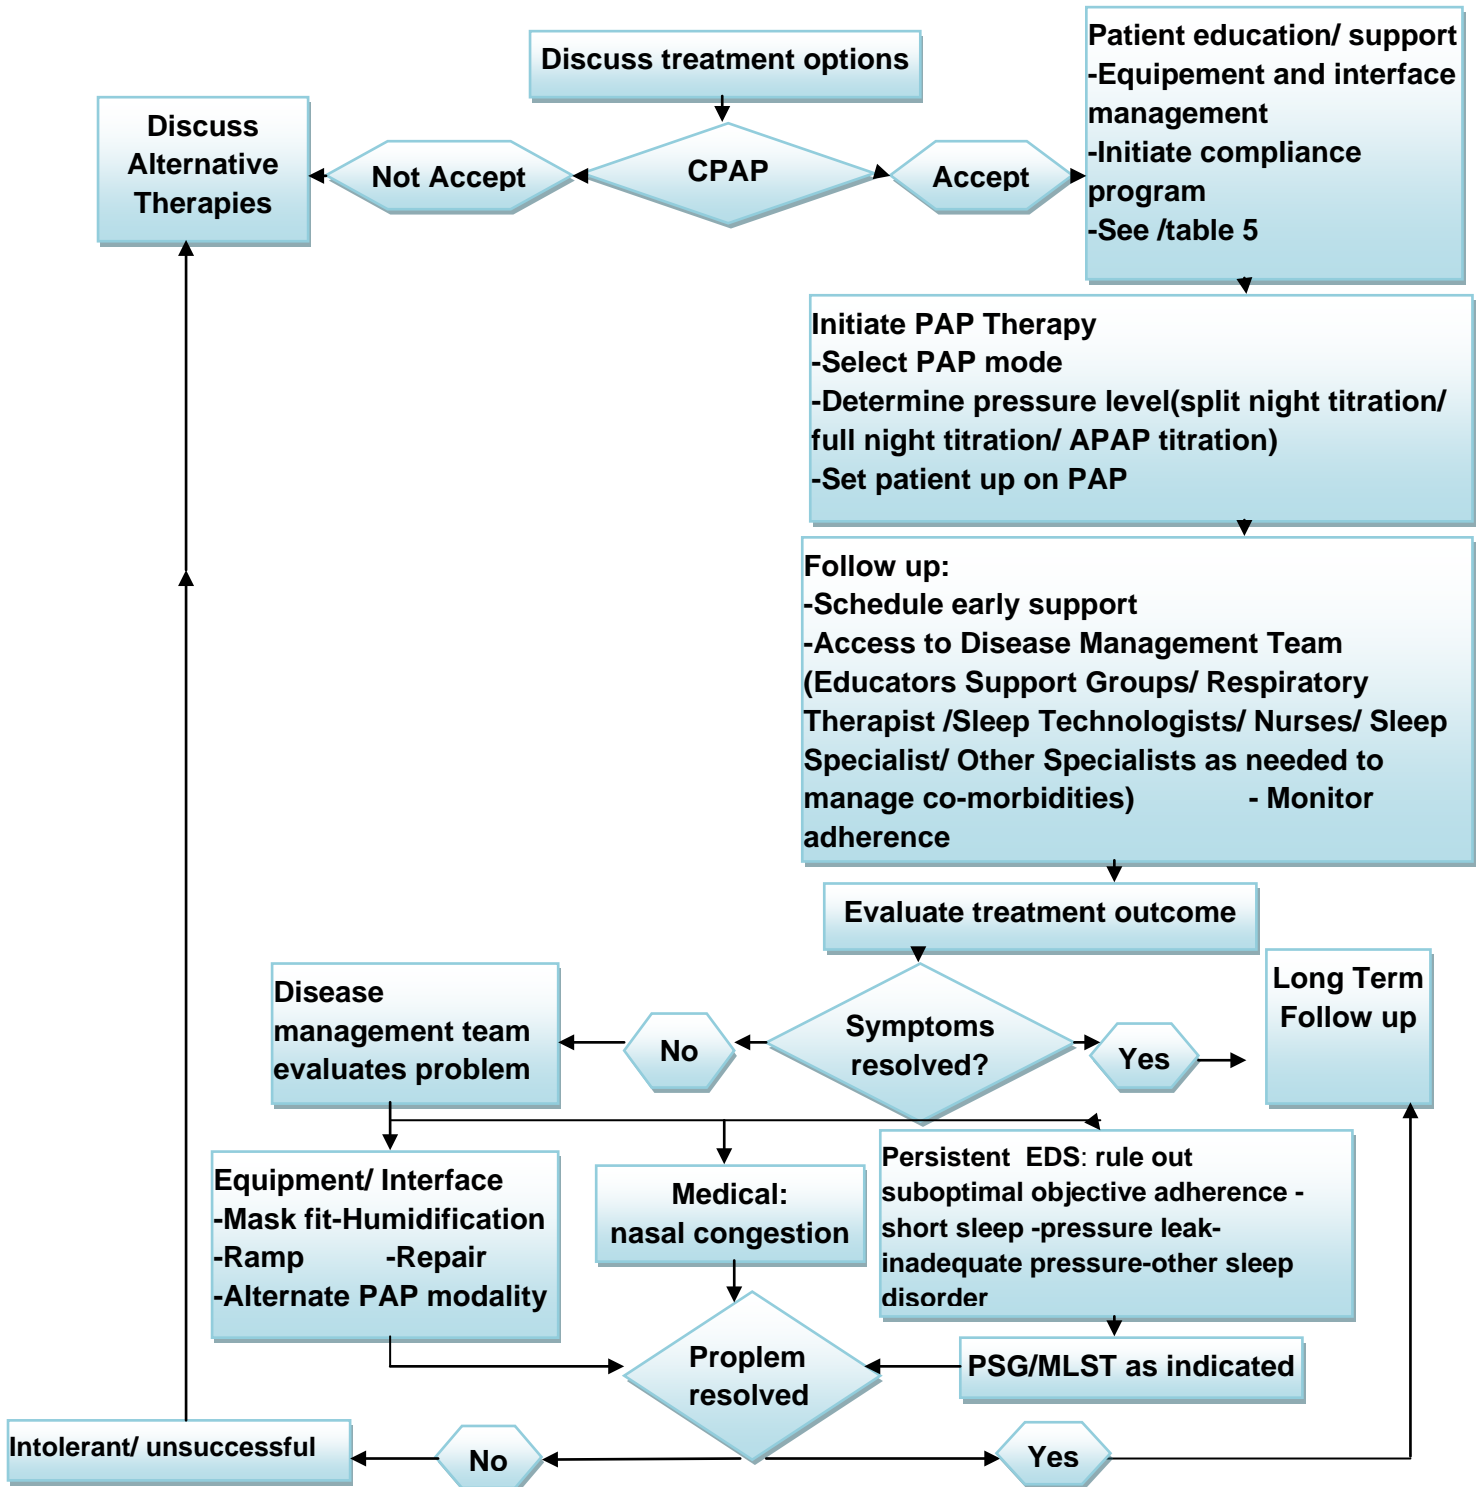 Discuss treatment options
Patient education/ support
-Equipement and interface
management
-Initiate compliance
program
-See /table 5
Discuss
Alternative
Therapies
Not Accept
CPAP
Accept
Initiate PAP Therapy
-Select PAP mode
-Determine pressure level(split night titration/
full night titration/ APAP titration)
-Set patient up on PAP
Follow up:
-Schedule early support
-Access to Disease Management Team
(Educators Support Groups/ Respiratory
Therapist /Sleep Technologists/ Nurses/ Sleep
Specialist/ Other Specialists as needed to
manage co-morbidities) - Monitor
adherence
Evaluate treatment outcome
Disease
management team
evaluates problem
No
Symptoms
resolved?
Yes
Long Term
Follow up
Equipment/ Interface
-Mask fit-Humidification
-Ramp -Repair
-Alternate PAP modality
Medical:
nasal congestion
Persistent EDS: rule out
suboptimal objective adherence -
short sleep -pressure leak-
inadequate pressure-other sleep
disorder
Proplem
resolved
PSG/MLST as indicated
Intolerant/ unsuccessful
No
Yes